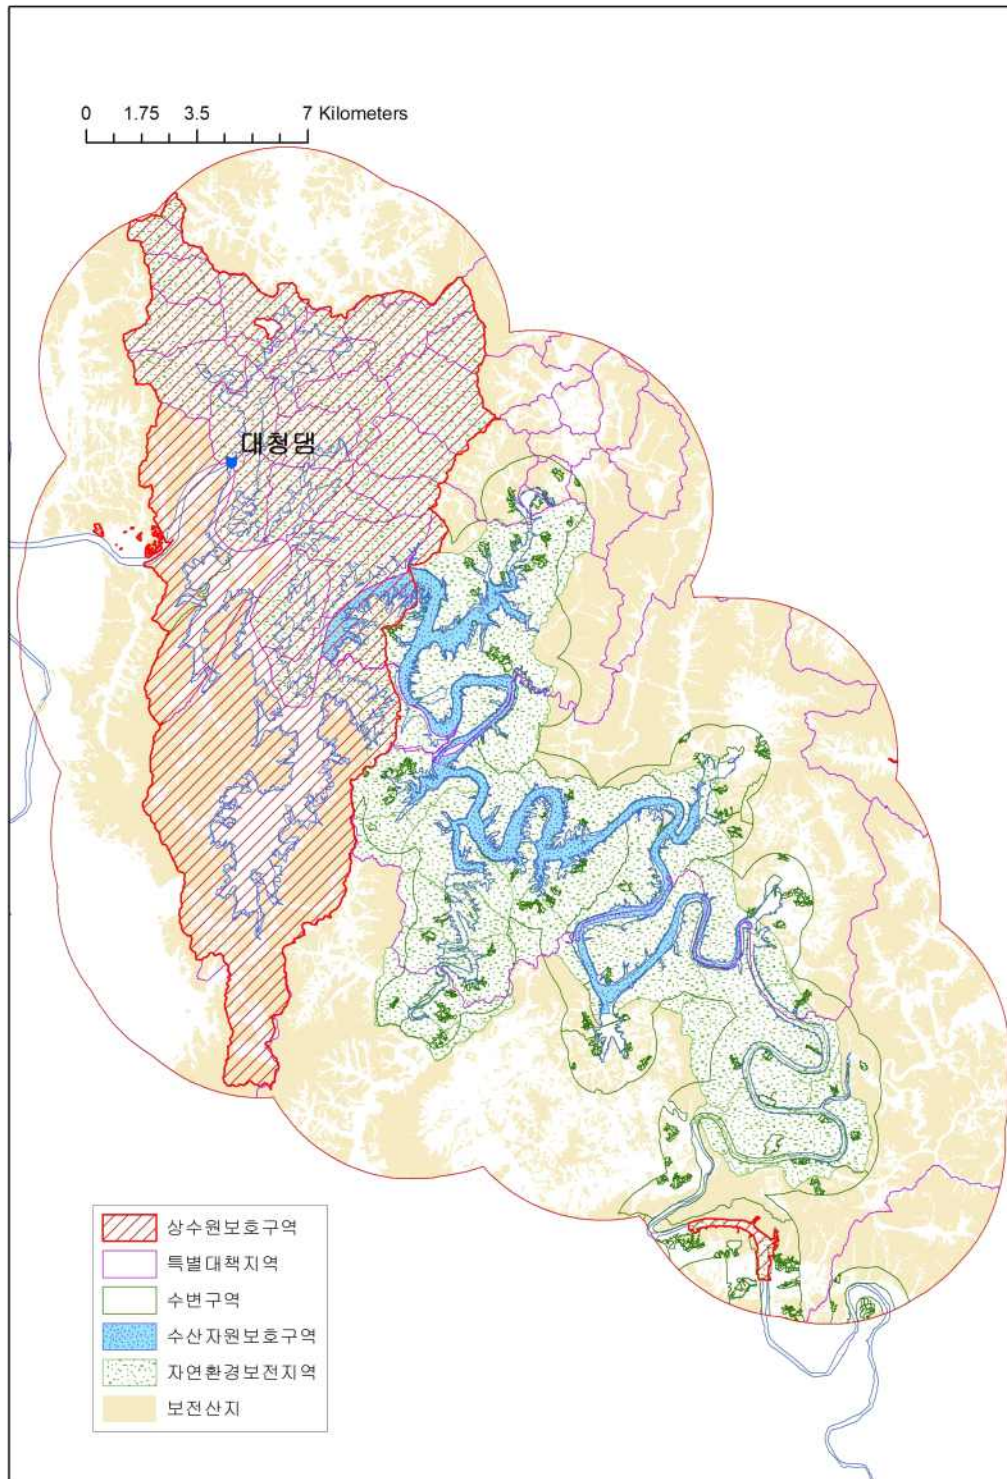 0 1.75 3.5 7 Kilometers
대청댐
상수원보호구역
특별대책지역
수변구역
수산자원보호구역
자연환경보전지역
보전산지